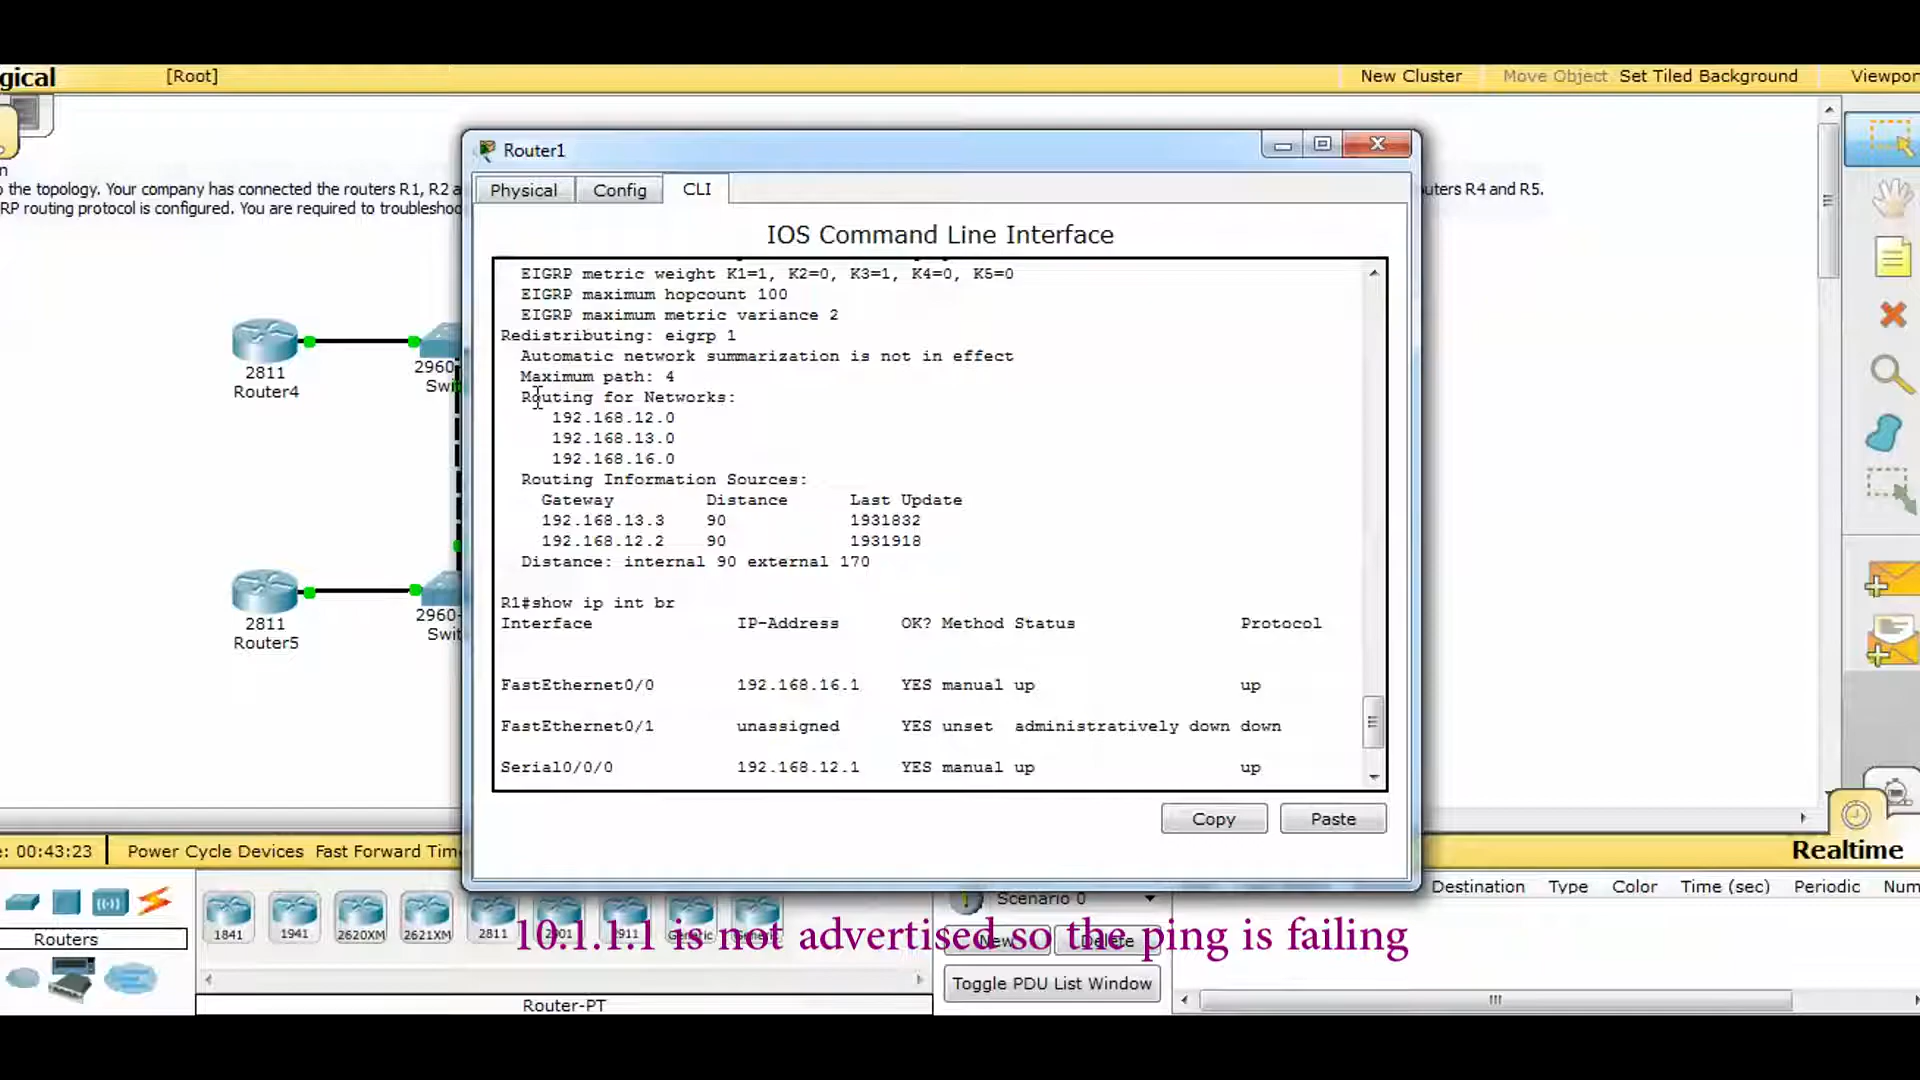 gical [Root] New Cluster Move Object Set Tiled Background Viewpor
n
o the topology. Your company has connected the routers R1, R2 a
uters R4 and R5.
RP routing protocol is configured. You are required to troubleshoo
Router1
Physical Config CLI
IOS Command Line Interface
EIGRP metric weight K1=1, K2=0, K3=1, K4=0, K5=0
EIGRP maximum hopcount 100
EIGRP maximum metric variance 2
Redistributing: eigrp 1
Automatic network summarization is not in effect
Maximum path: 4
Routing for Networks:
192.168.12.0
192.168.13.0
192.168.16.0
Routing Information Sources:
Gateway Distance Last Update
192.168.13.3 90 1931832
192.168.12.2 90 1931918
Distance: internal 90 external 170
R1#show ip int br
Interface IP-Address OK? Method Status Protocol
FastEthernet0/0 192.168.16.1 YES manual up up
FastEthernet0/1 unassigned YES unset administratively down down
Serial0/0/0 192.168.12.1 YES manual up up
Copy Paste
2811
Router4
2960
Swi
2811
Router5
2960-
Swit
: 00:43:23 Power Cycle Devices Fast Forward Tim
Realtime
Scenario 0
Destination Type Color Time (sec) Periodic Num
1841 1941 2620XM 2621XM 2811 2901 2911 Generic Generic
Routers
New Delete
10.1.1.1 is not advertised so the ping is failing
Toggle PDU List Window
Router-PT